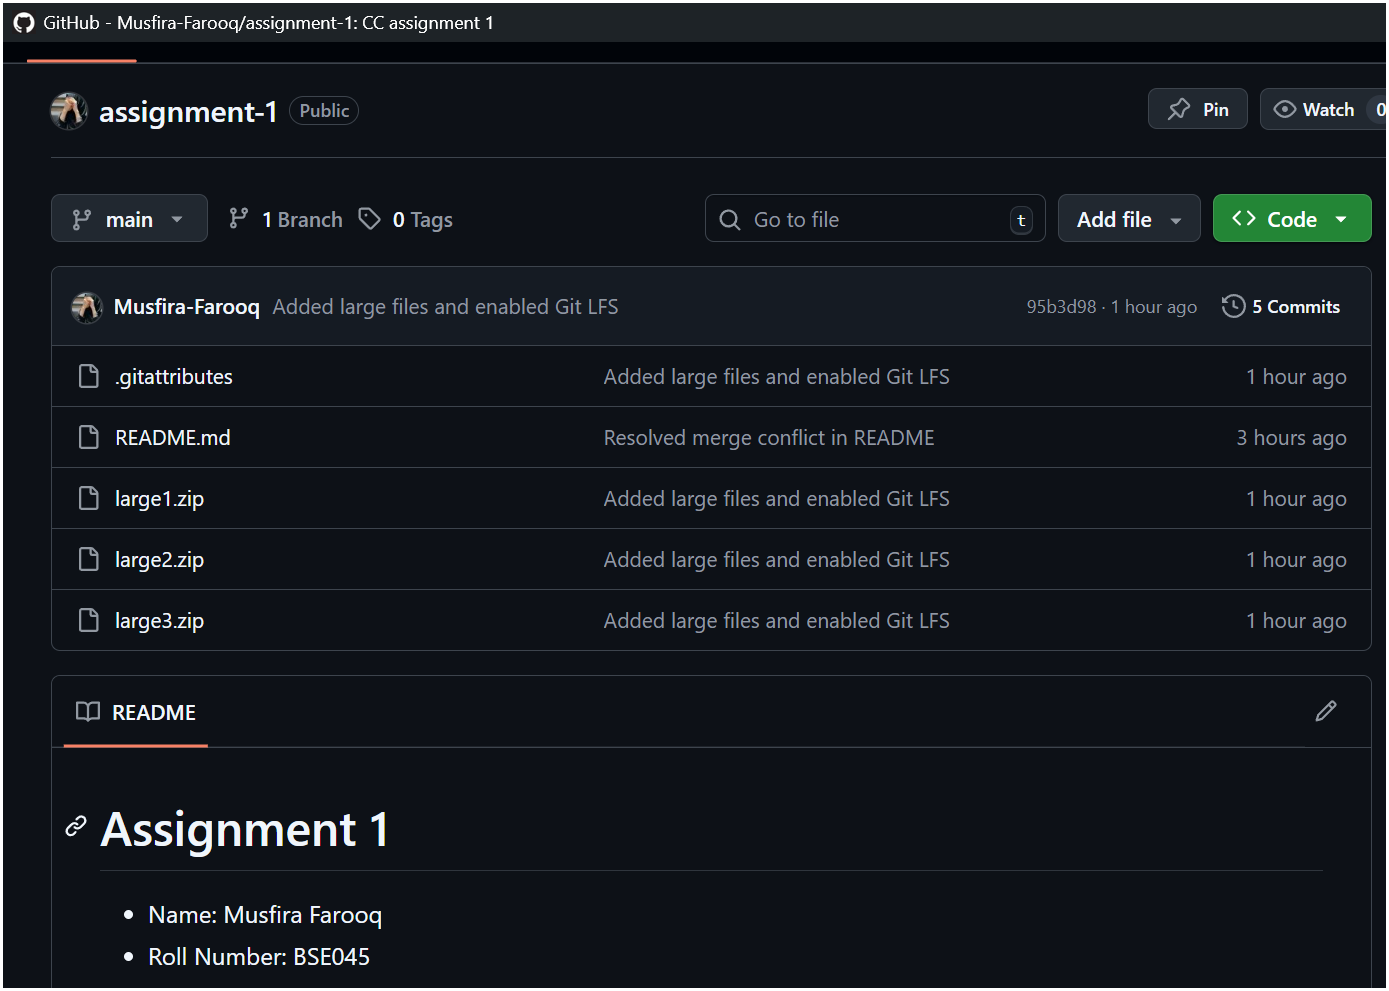 GitHub - Musfira-Farooq/assignment-1: CC assignment 1
assignment-1 Public Pin Watch 0
main 1 Branch 0 Tags Go to file t Add file Code
Musfira-Farooq Added large files and enabled Git LFS 95b3d98 · 1 hour ago 5 Commits
.gitattributes Added large files and enabled Git LFS 1 hour ago
README.md Resolved merge conflict in README 3 hours ago
large1.zip Added large files and enabled Git LFS 1 hour ago
large2.zip Added large files and enabled Git LFS 1 hour ago
large3.zip Added large files and enabled Git LFS 1 hour ago
README
Assignment 1
• Name: Musfira Farooq
• Roll Number: BSE045